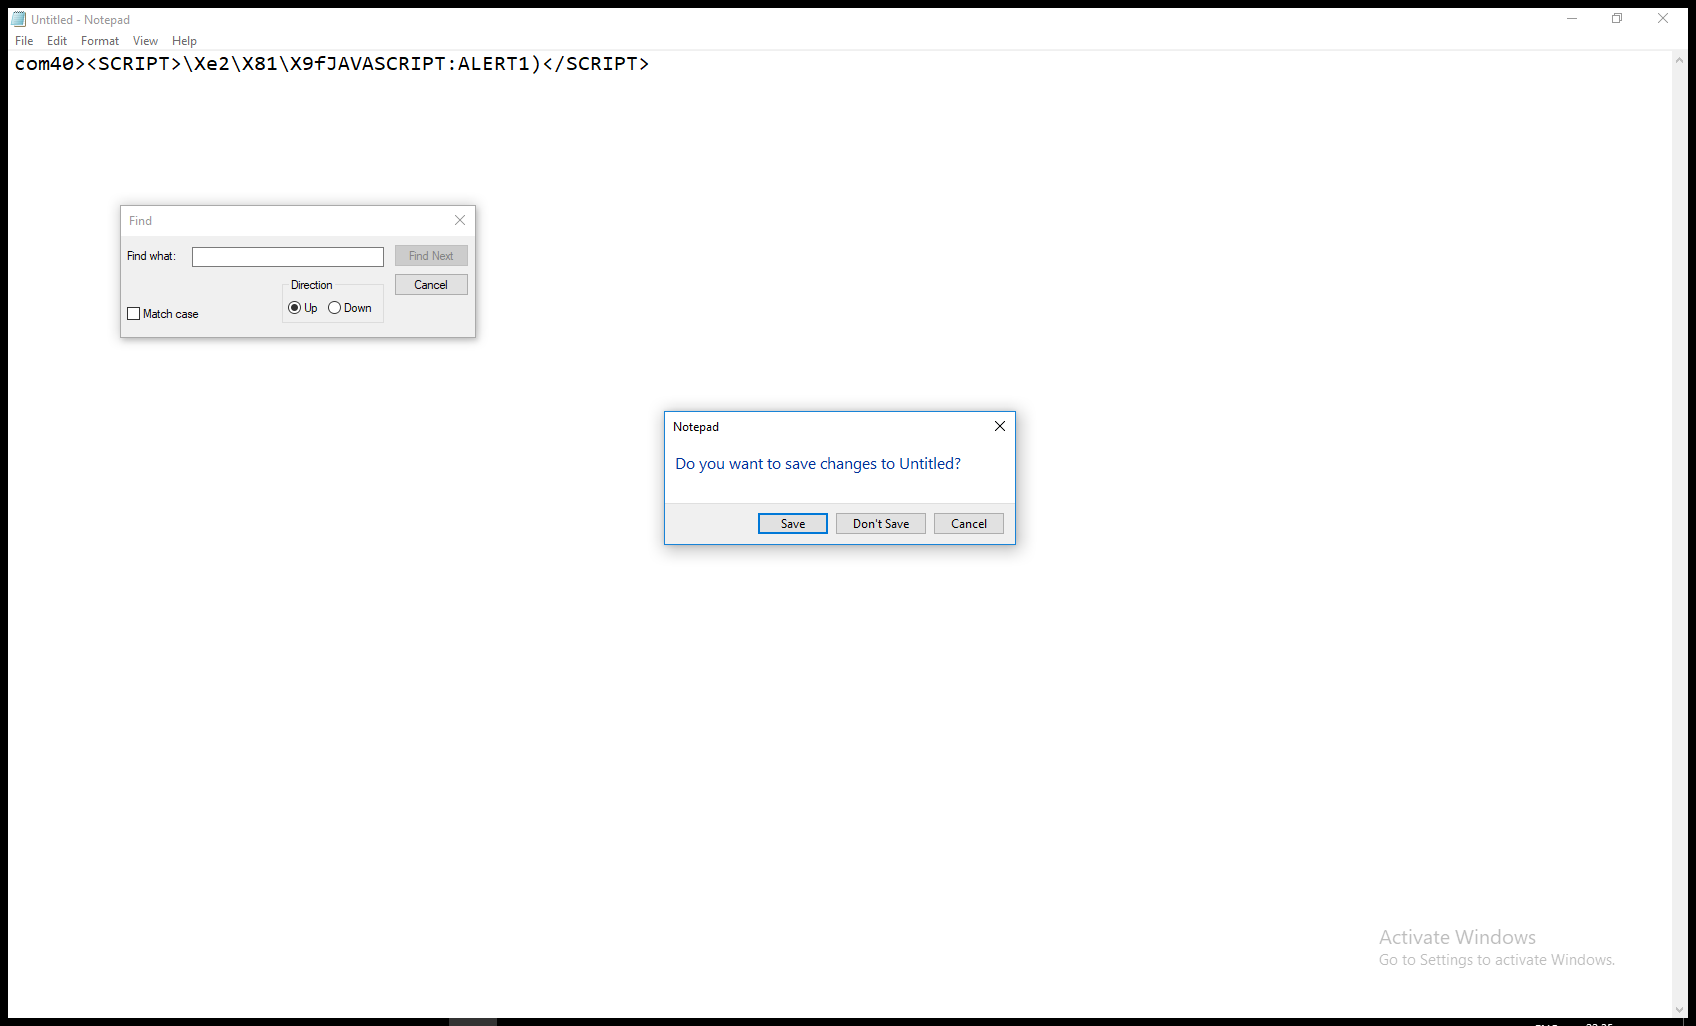 Untitled - Notepad
File Edit Format View Help
com40><SCRIPT>\Xe2\X81\X9fJAVASCRIPT:ALERT1)</SCRIPT>
Find
Find what:
Find Next
Direction
Cancel
Up Down
Match case
Notepad
Do you want to save changes to Untitled?
Save Don't Save Cancel
Activate Windows
Go to Settings to activate Windows.